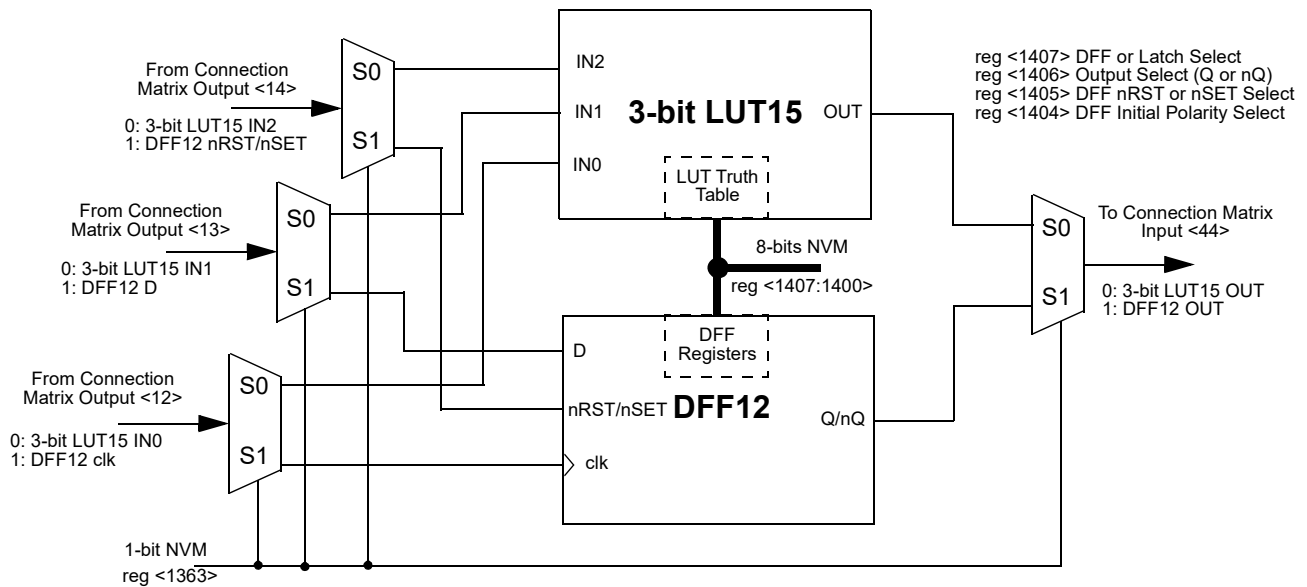 From Connection
Matrix Output <14>
0: 3-bit LUT15 IN2
1: DFF12 nRST/nSET
S0
S1
From Connection
Matrix Output <13>
0: 3-bit LUT15 IN1
1: DFF12 D
S0
S1
From Connection
Matrix Output <12>
0: 3-bit LUT15 IN0
1: DFF12 clk
S0
S1
1-bit NVM
reg <1363>
IN2
IN1
IN0
3-bit LUT15
OUT
LUT Truth
Table
8-bits NVM
reg <1407:1400>
DFF
Registers
D
nRST/nSET
clk
DFF12
Q/nQ
reg <1407> DFF or Latch Select
reg <1406> Output Select (Q or nQ)
reg <1405> DFF nRST or nSET Select
reg <1404> DFF Initial Polarity Select
S0
S1
To Connection Matrix
Input <44>
0: 3-bit LUT15 OUT
1: DFF12 OUT